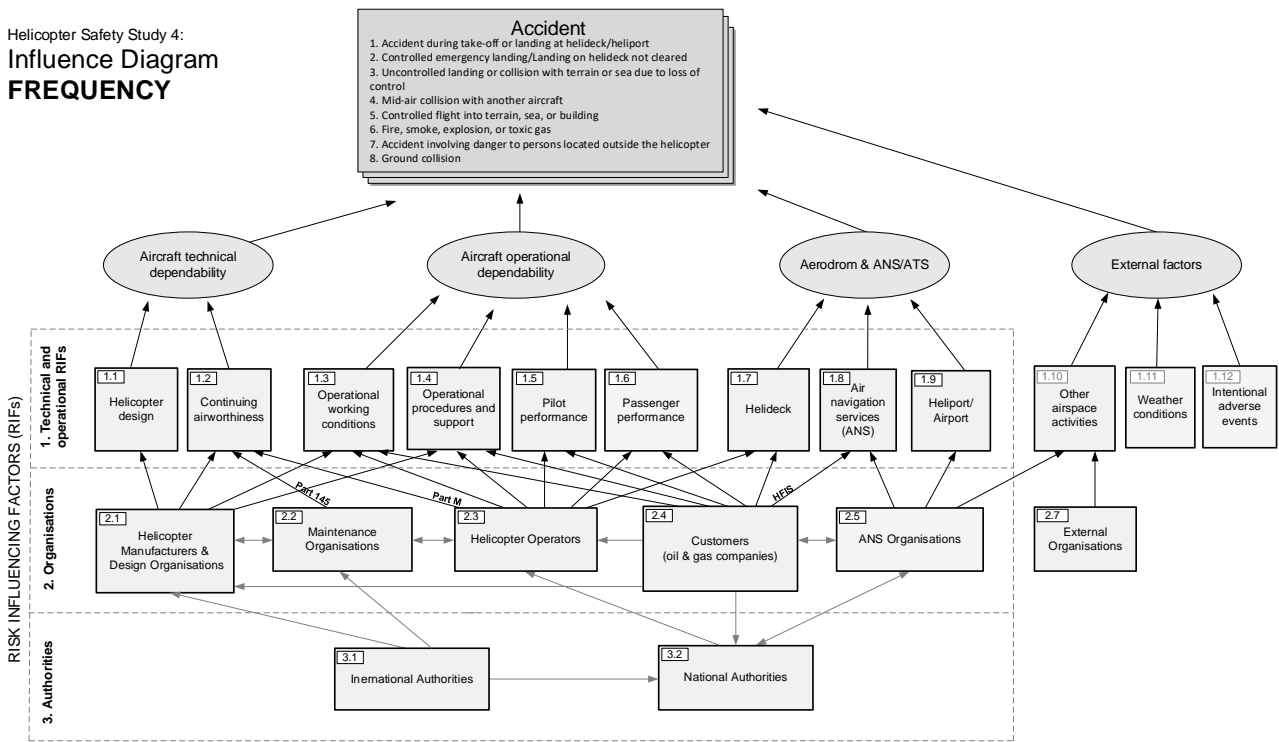 Helicopter Safety Study 4:
Influence Diagram
FREQUENCY
Accident
1. Accident during take-off or landing at helideck/heliport
2. Controlled emergency landing/Landing on helideck not cleared
3. Uncontrolled landing or collision with terrain or sea due to loss of
control
4. Mid-air collision with another aircraft
5. Controlled flight into terrain, sea, or building
6. Fire, smoke, explosion, or toxic gas
7. Accident involving danger to persons located outside the helicopter
8. Ground collision
Aircraft technical
dependability
Aircraft operational
dependability
Aerodrom & ANS/ATS
External factors
RISK INFLUENCING FACTORS (RIFs)
1. Technical and
operational RIFs
1.1
Helicopter
design
1.2
Continuing
airworthiness
1.3
Operational
working
conditions
1.4
Operational
procedures and
support
1.5
Pilot
performance
1.6
Passenger
performance
1.7
Helideck
1.8
Air
navigation
services
(ANS)
1.9
Heliport/
Airport
1.10
Other
airspace
activities
1.11
Weather
conditions
1.12
Intentional
adverse
events
Part 145
Part M
HFIS
2. Organisations
2.1
Helicopter
Manufacturers &
Design Organisations
2.2
Maintenance
Organisations
2.3
Helicopter Operators
2.4
Customers
(oil & gas companies)
2.5
ANS Organisations
2.7
External
Organisations
3. Authorities
3.1
Inernational Authorities
3.2
National Authorities